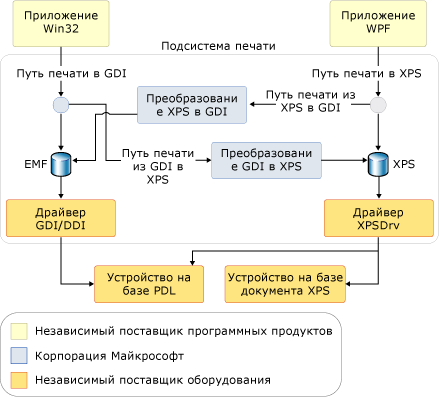 Приложение
Win32
Приложение
WPF
Подсистема печати
Путь печати в GDI
Путь печати в XPS
Преобразовани
е XPS в GDI
Путь печати из
XPS в GDI
EMF
Путь печати
из GDI в
XPS
Преобразовани
е GDI в XPS
XPS
Драйвер
GDI/DDI
Драйвер
XPSDrv
Устройство на
базе PDL
Устройство на базе
документа XPS
Независимый поставщик программных продуктов
Корпорация Майкрософт
Независимый поставщик оборудования